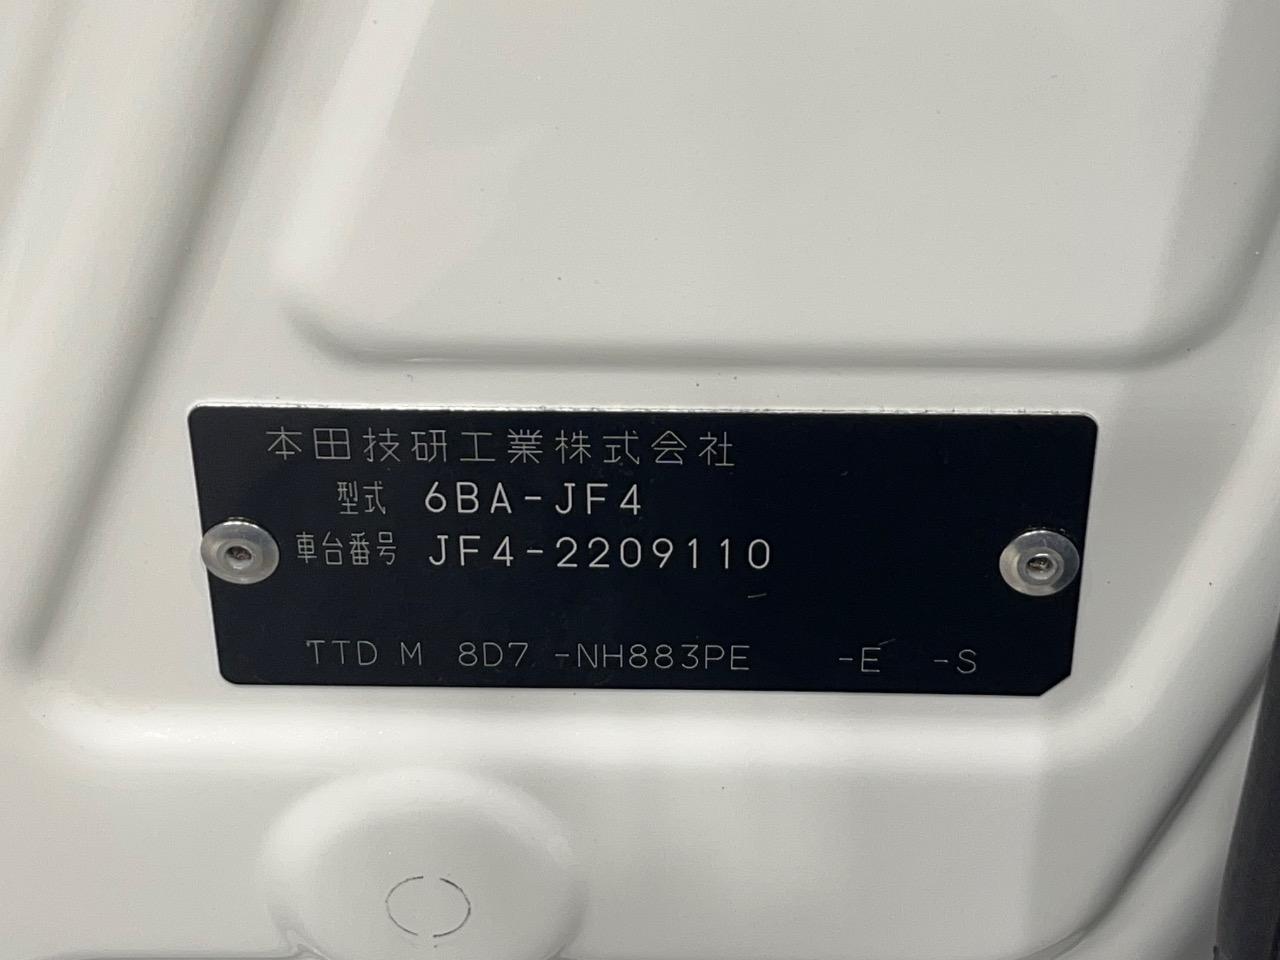 本田技研工業株式会社
型式 6BA-JF4
車台番号 JF4-2209110
TTD M 8D7 -NH883PE -E -S